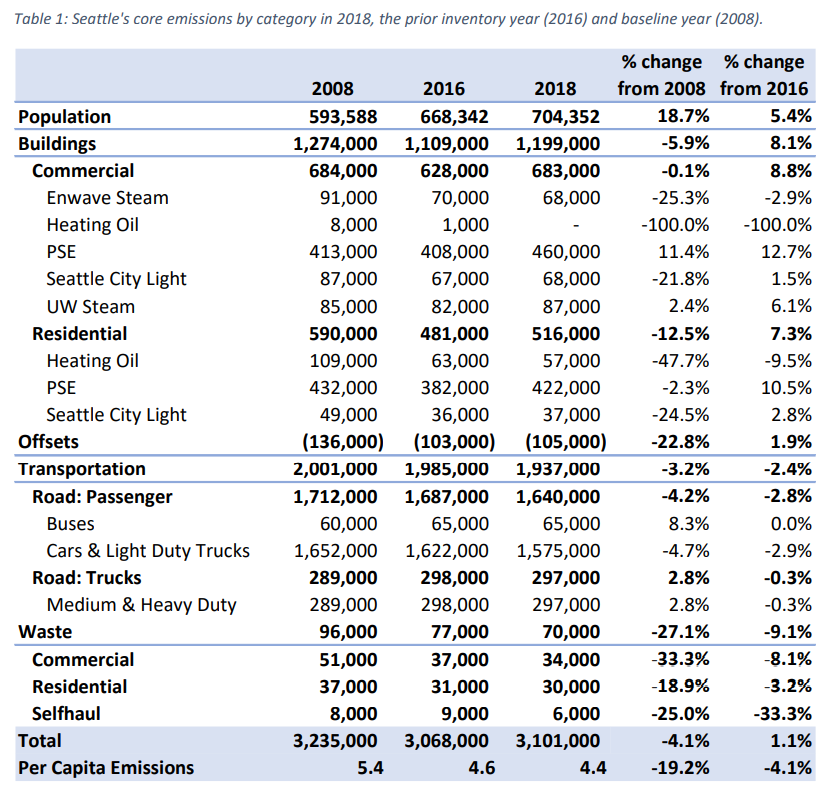 Table 1: Seattle's core emissions by category in 2018, the prior inventory year (2016) and baseline year (2008).
% change % change
2008 2016 2018 from 2008 from 2016
Population 593,588 668,342 704,352 18.7% 5.4%
Buildings 1,274,000 1,109,000 1,199,000 -5.9% 8.1%
Commercial 684,000 628,000 683,000 -0.1% 8.8%
Enwave Steam 91,000 70,000 68,000 -25.3% -2.9%
Heating Oil 8,000 1,000 - -100.0% -100.0%
PSE 413,000 408,000 460,000 11.4% 12.7%
Seattle City Light 87,000 67,000 68,000 -21.8% 1.5%
UW Steam 85,000 82,000 87,000 2.4% 6.1%
Residential 590,000 481,000 516,000 -12.5% 7.3%
Heating Oil 109,000 63,000 57,000 -47.7% -9.5%
PSE 432,000 382,000 422,000 -2.3% 10.5%
Seattle City Light 49,000 36,000 37,000 -24.5% 2.8%
Offsets (136,000) (103,000) (105,000) -22.8% 1.9%
Transportation 2,001,000 1,985,000 1,937,000 -3.2% -2.4%
Road: Passenger 1,712,000 1,687,000 1,640,000 -4.2% -2.8%
Buses 60,000 65,000 65,000 8.3% 0.0%
Cars & Light Duty Trucks 1,652,000 1,622,000 1,575,000 -4.7% -2.9%
Road: Trucks 289,000 298,000 297,000 2.8% -0.3%
Medium & Heavy Duty 289,000 298,000 297,000 2.8% -0.3%
Waste 96,000 77,000 70,000 -27.1% -9.1%
Commercial 51,000 37,000 34,000 -33.3% -8.1%
Residential 37,000 31,000 30,000 -18.9% -3.2%
Selfhaul 8,000 9,000 6,000 -25.0% -33.3%
Total 3,235,000 3,068,000 3,101,000 -4.1% 1.1%
Per Capita Emissions 5.4 4.6 4.4 -19.2% -4.1%